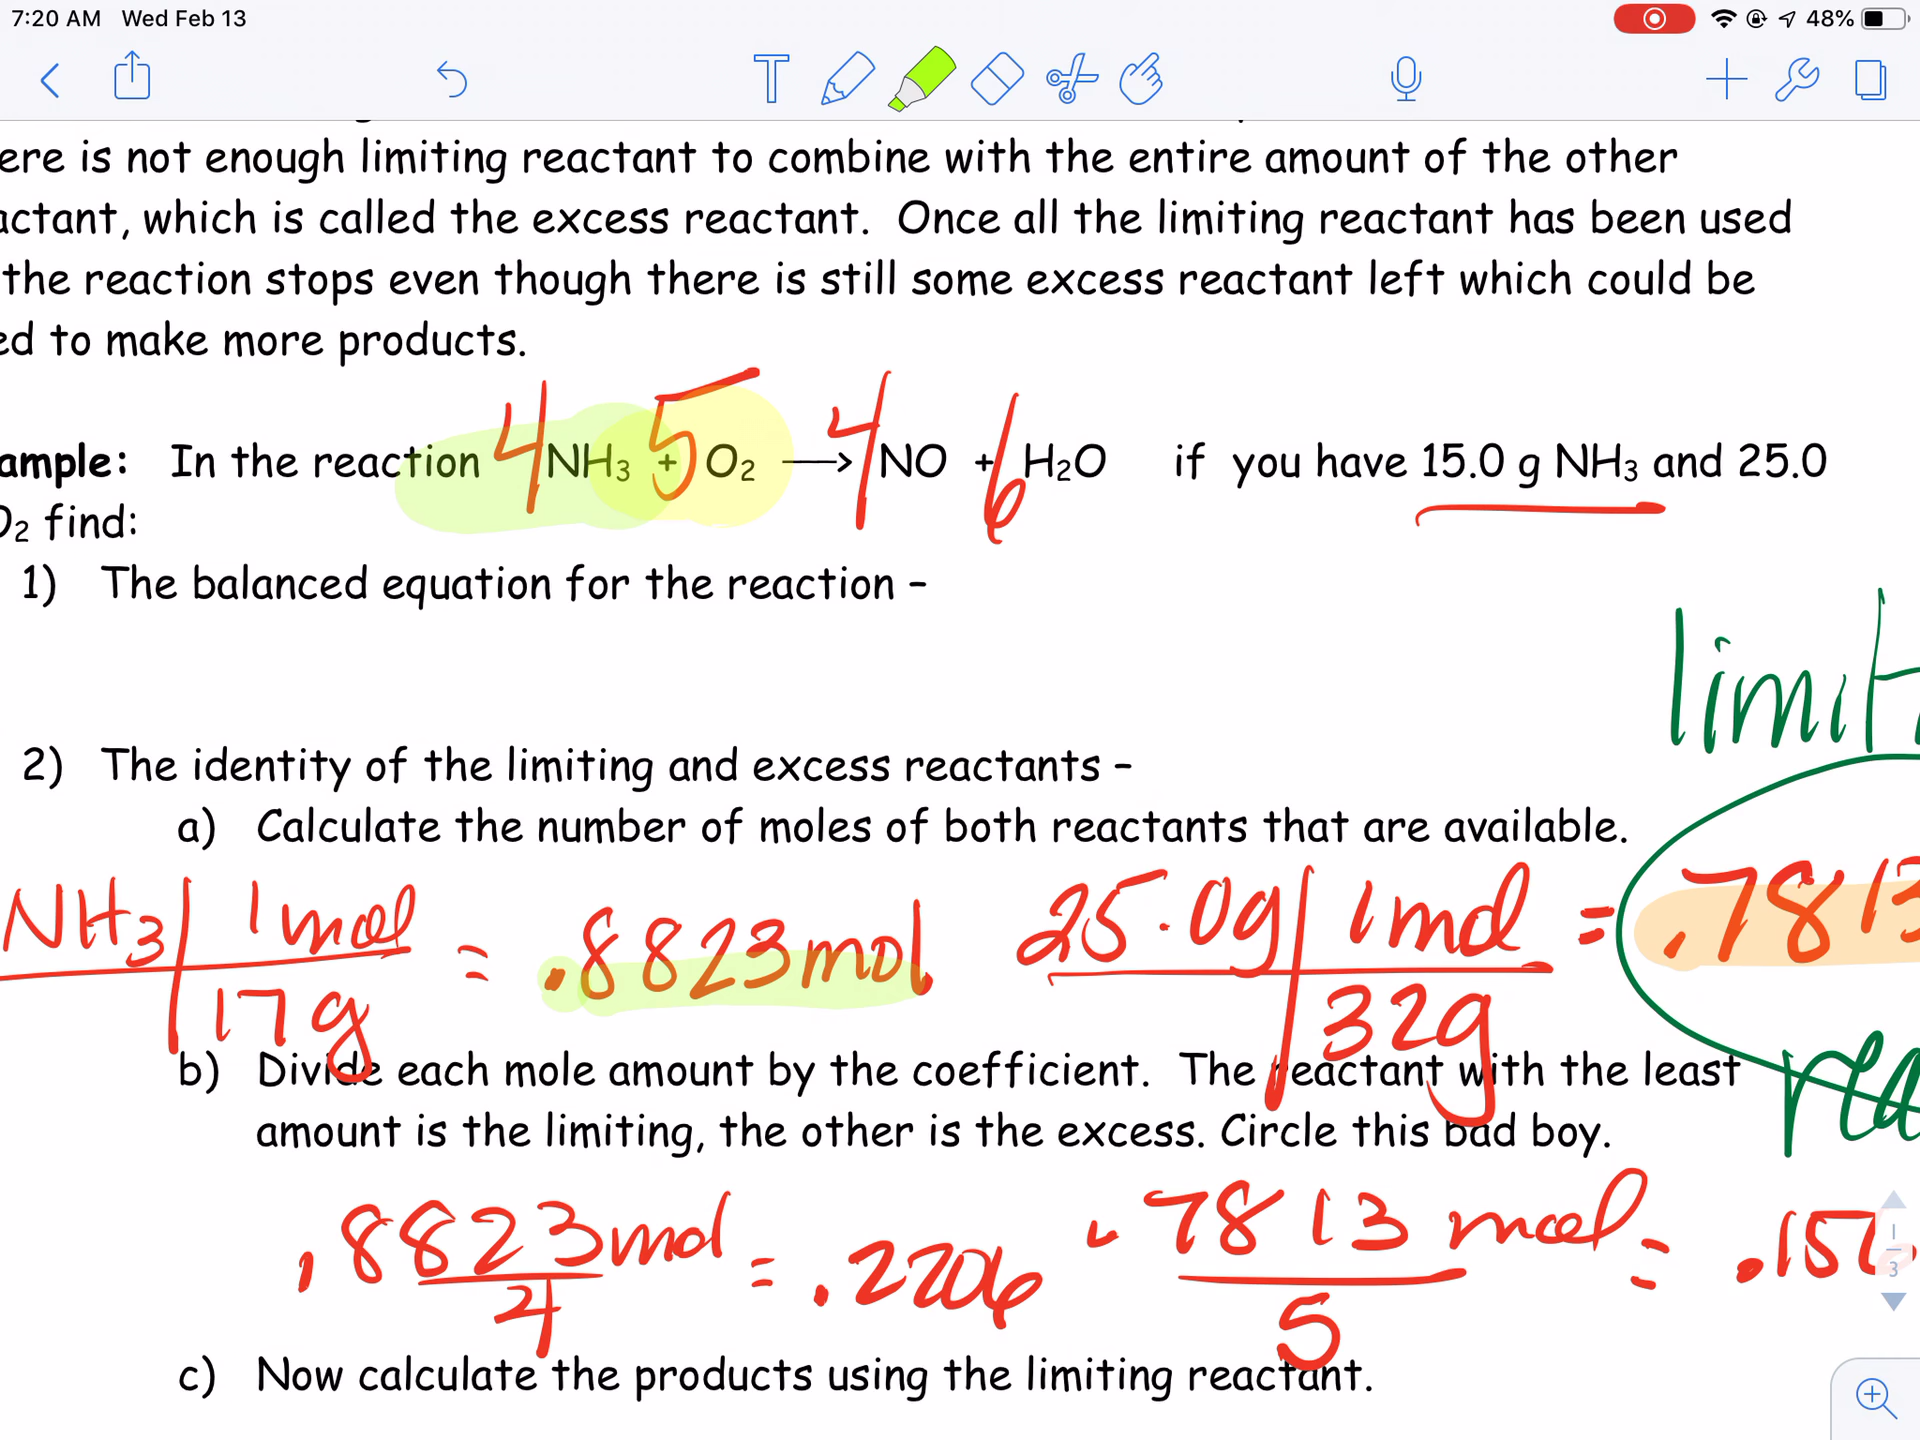 7:20 AM Wed Feb 13 48%
T
ere is not enough limiting reactant to combine with the entire amount of the other
actant, which is called the excess reactant. Once all the limiting reactant has been used
the reaction stops even though there is still some excess reactant left which could be
ed to make more products.
ample: In the reaction 4 NH₃ + 5 O₂ → 4 NO + 6 H₂O if you have 15.0 g NH₃ and 25.0
O₂ find:
1) The balanced equation for the reaction –
limit
2) The identity of the limiting and excess reactants –
a) Calculate the number of moles of both reactants that are available.
NH₃ | 1 mol = .8823 mol 25.0g | 1 mol = .7813
17g 32g
b) Divide each mole amount by the coefficient. The reactant with the least
rea
amount is the limiting, the other is the excess. Circle this bad boy.
.8823 mol = .2206 .7813 mol = .156
4 5
1
3
c) Now calculate the products using the limiting reactant.